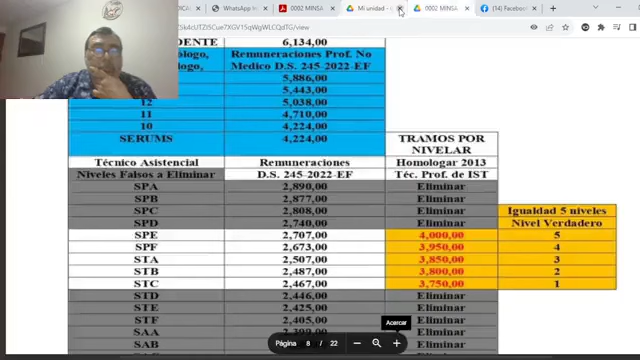 WhatsApp
0002 MINSA
Mi unidad
0002 MINSA
(14) Facebook
/view
6,134,00
Remuneraciones Prof. No
Medico D.S. 245-2022-EF
5,886,00
5,443,00
12 5,038,00
11 4,710,00
10 4,224,00
SERUMS 4,224,00 TRAMOS POR
NIVELAR
Técnico Asistencial Remuneraciones Homologar 2013
Niveles Falsos a Eliminar D.S. 245-2022-EF Téc. Prof. de IST
SPA 2,890,00 Eliminar
SPB 2,877,00 Eliminar
SPC 2,808,00 Eliminar Igualdad 5 niveles
SPD 2,740,00 Eliminar Nivel Verdadero
SPE 2,707,00 4,000,00 5
SPF 2,673,00 3,950,00 4
STA 2,507,00 3,850,00 3
STB 2,487,00 3,800,00 2
STC 2,467,00 3,750,00 1
STD 2,446,00 Eliminar
STE 2,425,00 Eliminar
STF 2,405,00 Eliminar
SAA Eliminar
SAB Eliminar
Acercar
Página 8 / 22